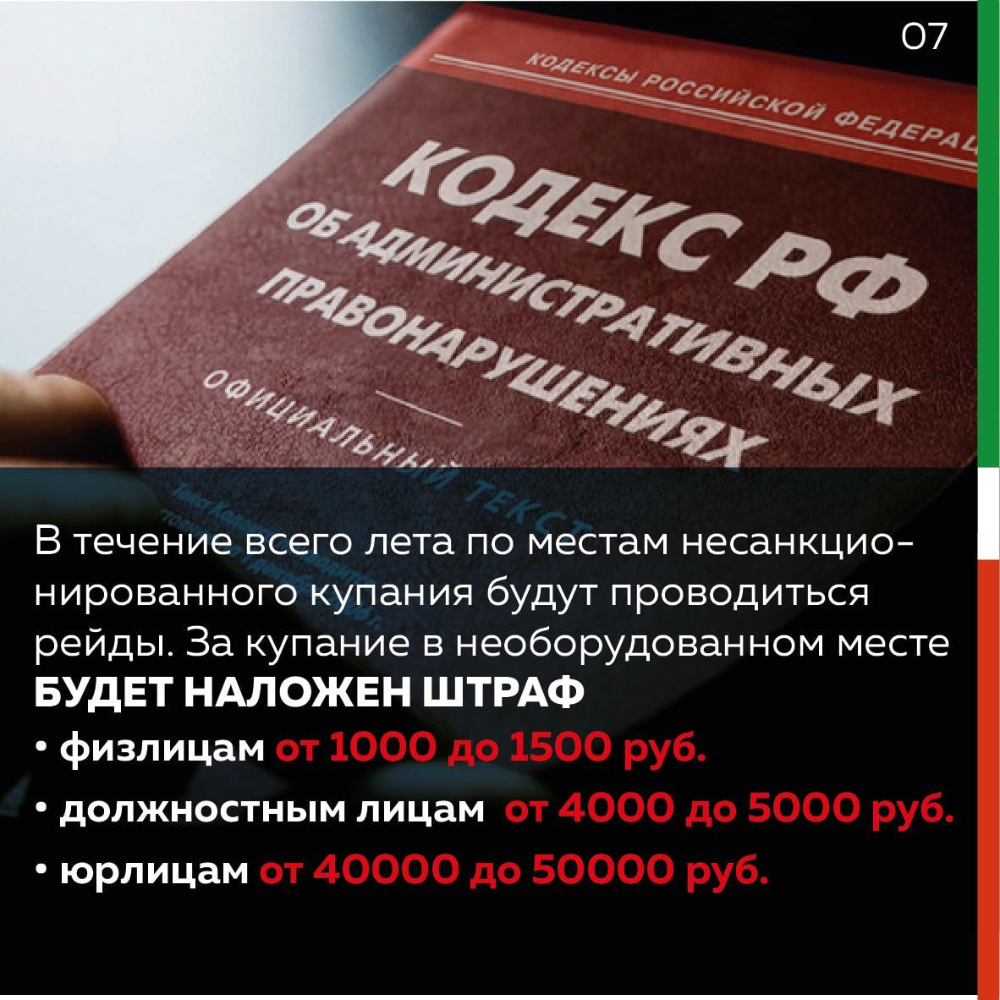 07
КОДЕКСЫ РОССИЙСКОЙ
КОДЕКС РФ
ОБ АДМИНИСТРАТИВНЫХ
ПРАВОНАРУШЕНИЯХ
ОФИЦИАЛЬНЫЙ ТЕКСТ
В течение всего лета по местам несанкцио-
нированного купания будут проводиться
рейды. За купание в необорудованном месте
БУДЕТ НАЛОЖЕН ШТРАФ
• физлицам от 1000 до 1500 руб.
• должностным лицам от 4000 до 5000 руб.
• юрлицам от 40000 до 50000 руб.